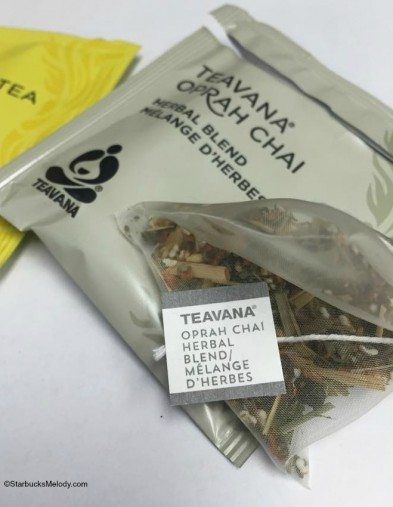 TEA
TEAVANA®
OPRAH CHAI
HERBAL BLEND
MÉLANGE D'HERBES
TEAVANA
TEAVANA®
OPRAH CHAI
HERBAL
BLEND/
MÉLANGE
D'HERBES
©StarbucksMelody.com